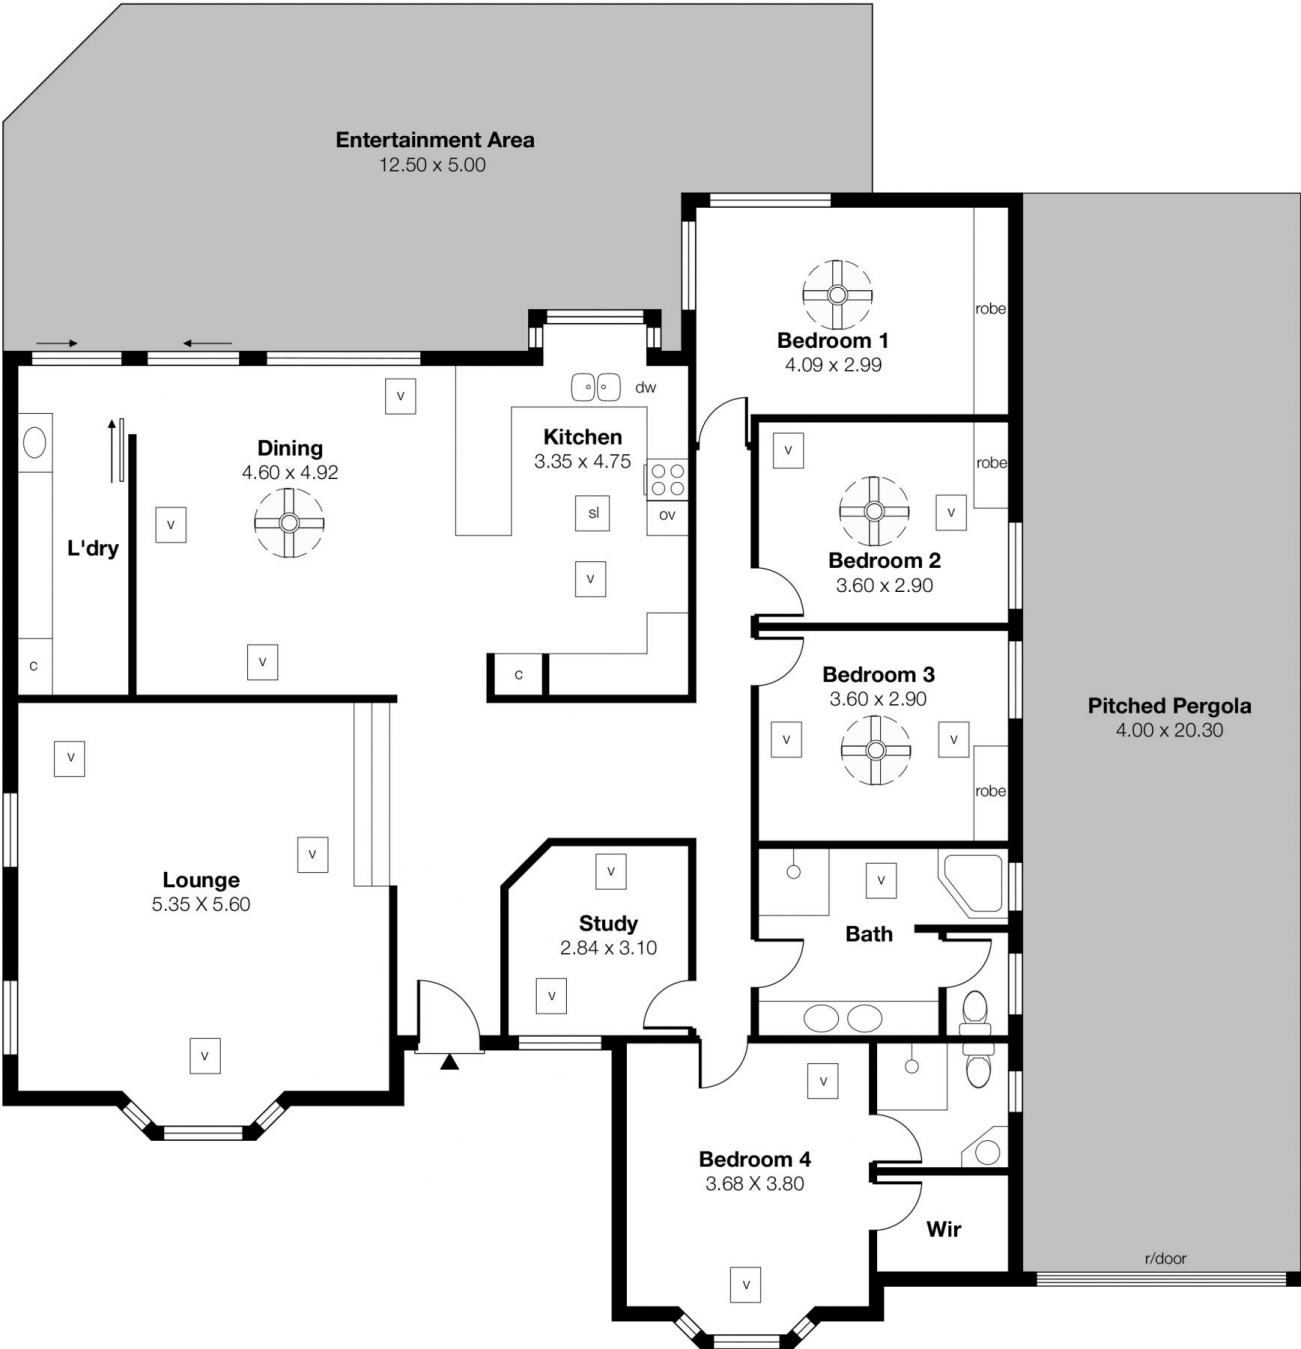 Entertainment Area
12.50 x 5.00
Bedroom 1
4.09 x 2.99
robe
dw
v
Kitchen
3.35 x 4.75
Dining
4.60 x 4.92
sl
ov
v
v
v
L'dry
c
c
v
robe
v
Bedroom 2
3.60 x 2.90
Bedroom 3
3.60 x 2.90
v
v
robe
Pitched Pergola
4.00 x 20.30
v
v
Lounge
5.35 X 5.60
v
v
Study
2.84 x 3.10
v
v
Bath
v
Bedroom 4
3.68 X 3.80
v
Wir
r/door